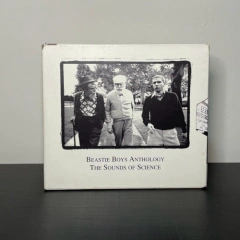 Beastie Boys Anthology
The Sounds of Science